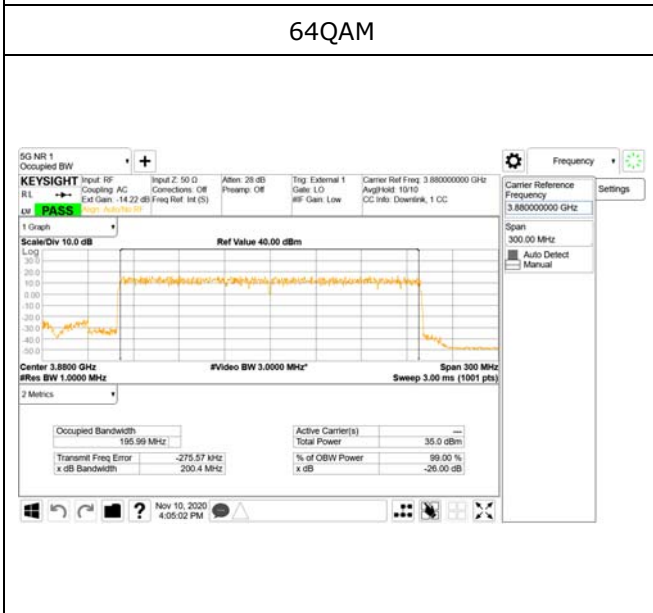 64QAM
5G NR 1
Occupied BW
Frequency
KEYSIGHT Input: RF Input Z: 50 Ω Atten: 28 dB Trig: External 1 Carrier Ref Freq: 3.880000000 GHz
RL Coupling: AC Corrections: Off Preamp: Off Gate: LO Avg|Hold: 10/10
Ext Gain: -14.22 dB Freq Ref: Int (S) #IF Gain: Low CC Info: Downlink, 1 CC
PASS Align: Auto/No RF
Carrier Reference
Frequency
3.880000000 GHz
Settings
Span
300.00 MHz
Auto Detect
Manual
1 Graph
Scale/Div 10.0 dB Ref Value 40.00 dBm
Log
30.0
20.0
10.0
0.00
-10.0
-20.0
-30.0
-40.0
-50.0
Center 3.8800 GHz #Video BW 3.0000 MHz* Span 300 MHz
#Res BW 1.0000 MHz Sweep 3.00 ms (1001 pts)
2 Metrics
Occupied Bandwidth
195.99 MHz
Transmit Freq Error -275.57 kHz
x dB Bandwidth 200.4 MHz
Active Carrier(s) ---
Total Power 35.0 dBm
% of OBW Power 99.00 %
x dB -26.00 dB
Nov 10, 2020
4:05:02 PM